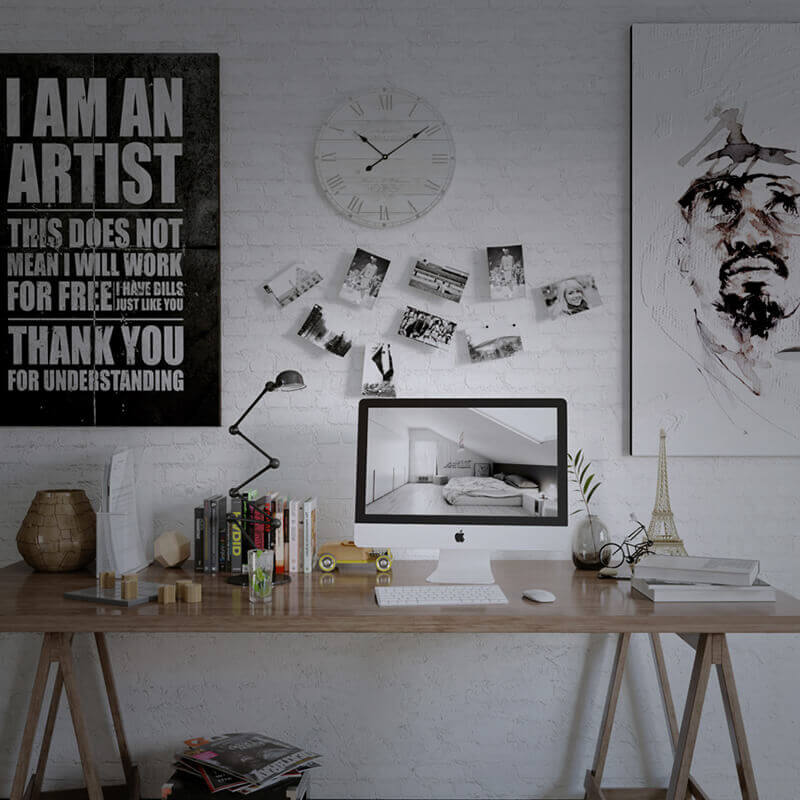 I AM AN
ARTIST
THIS DOES NOT
MEAN I WILL WORK
FOR FREE I HAVE BILLS
JUST LIKE YOU
THANK YOU
FOR UNDERSTANDING